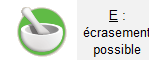 E :
écrasement
possible